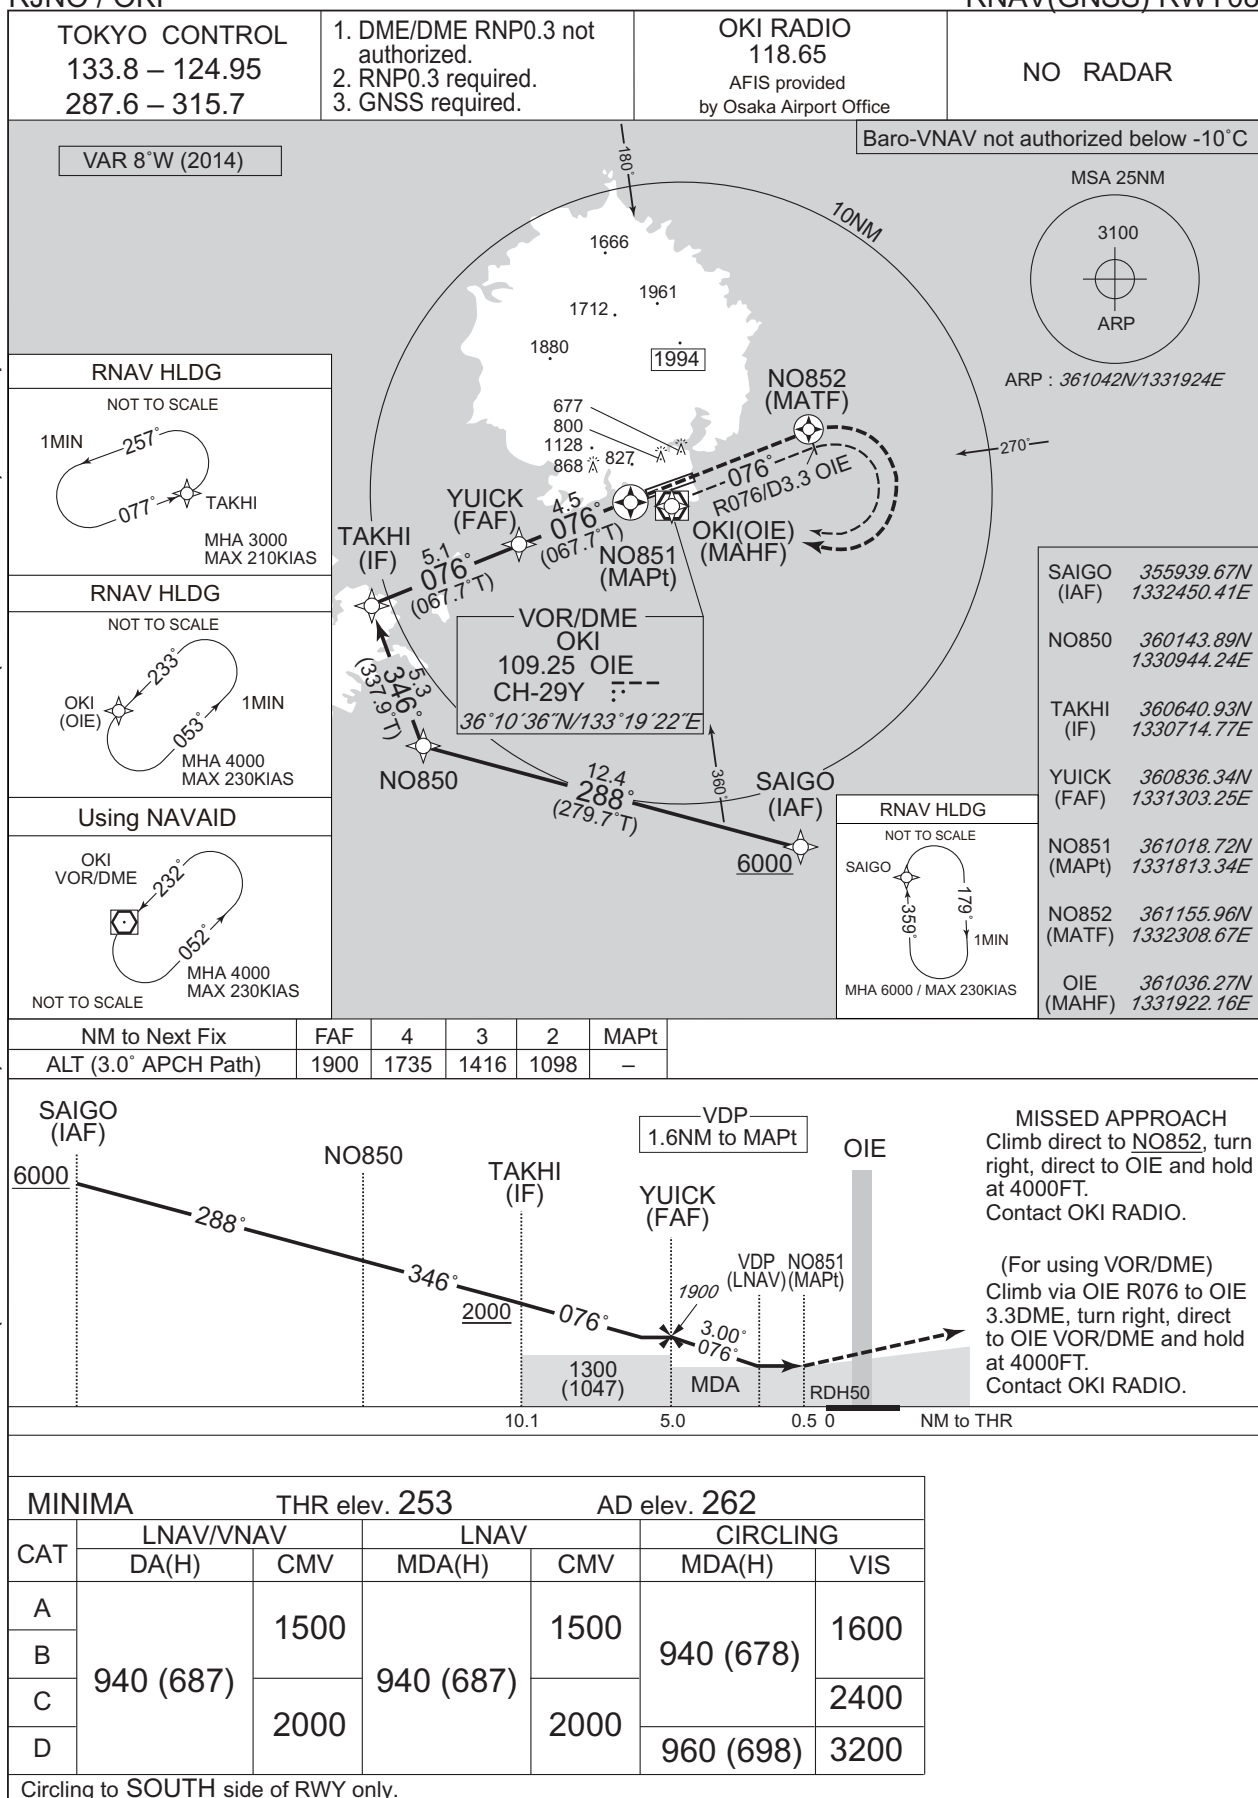 RJNO / OKI
RNAV(GNSS) RWY08
TOKYO CONTROL
133.8 – 124.95
287.6 – 315.7
1. DME/DME RNP0.3 not
authorized.
2. RNP0.3 required.
3. GNSS required.
OKI RADIO
118.65
AFIS provided
by Osaka Airport Office
NO RADAR
VAR 8°W (2014)
Baro-VNAV not authorized below -10°C
MSA 25NM
3100
ARP
ARP : 361042N/1331924E
180°
10NM
1666
1961
1712
1880
1994
677
800
1128
868
827
270°
NO852
(MATF)
076°
R076/D3.3 OIE
OKI(OIE)
(MAHF)
NO851
(MAPt)
4.5
076°
(067.7°T)
YUICK
(FAF)
5.1
076°
(067.7°T)
TAKHI
(IF)
VOR/DME
OKI
109.25 OIE
CH-29Y
36°10´36˝N/133°19´22˝E
5.3
346°
(337.9°T)
NO850
12.4
288°
(279.7°T)
360°
SAIGO
(IAF)
6000
RNAV HLDG
NOT TO SCALE
1MIN
257°
077°
TAKHI
MHA 3000
MAX 210KIAS
RNAV HLDG
NOT TO SCALE
233°
OKI
(OIE)
1MIN
053°
MHA 4000
MAX 230KIAS
Using NAVAID
OKI
VOR/DME
232°
052°
MHA 4000
MAX 230KIAS
NOT TO SCALE
RNAV HLDG
NOT TO SCALE
SAIGO
359°
179°
1MIN
MHA 6000 / MAX 230KIAS
SAIGO 355939.67N
(IAF) 1332450.41E
NO850 360143.89N
1330944.24E
TAKHI 360640.93N
(IF) 1330714.77E
YUICK 360836.34N
(FAF) 1331303.25E
NO851 361018.72N
(MAPt) 1331813.34E
NO852 361155.96N
(MATF) 1332308.67E
OIE 361036.27N
(MAHF) 1331922.16E
NM to Next Fix FAF 4 3 2 MAPt
ALT (3.0° APCH Path) 1900 1735 1416 1098 –
SAIGO
(IAF)
6000
288°
NO850
346°
TAKHI
(IF)
2000
076°
YUICK
(FAF)
1900
3.00°
076°
VDP
1.6NM to MAPt
VDP
(LNAV)
NO851
(MAPt)
OIE
1300
(1047)
MDA
RDH50
10.1 5.0 0.5 0 NM to THR
MISSED APPROACH
Climb direct to NO852, turn
right, direct to OIE and hold
at 4000FT.
Contact OKI RADIO.
(For using VOR/DME)
Climb via OIE R076 to OIE
3.3DME, turn right, direct
to OIE VOR/DME and hold
at 4000FT.
Contact OKI RADIO.
MINIMA THR elev. 253 AD elev. 262
CAT LNAV/VNAV LNAV CIRCLING
DA(H) CMV MDA(H) CMV MDA(H) VIS
A
B
C
D
940 (687)
1500
2000
940 (687)
1500
2000
940 (678)
960 (698)
1600
2400
3200
Circling to SOUTH side of RWY only.